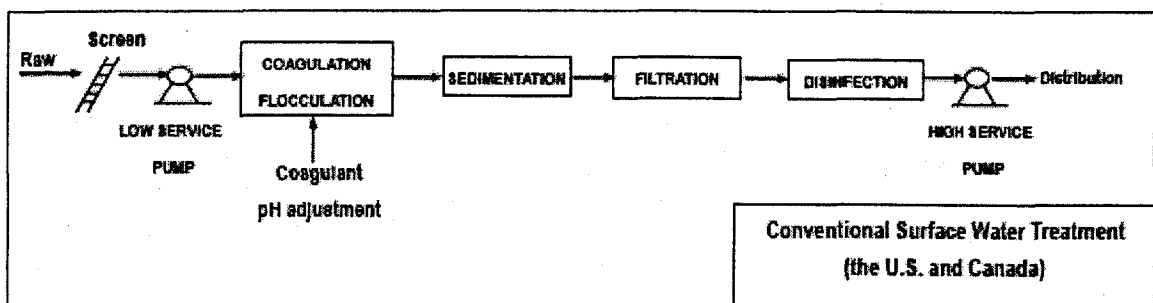 Screen
Raw
COAGULATION
FLOCCULATION
SEDIMENTATION
FILTRATION
DISINFECTION
Distribution
LOW SERVICE
PUMP
HIGH SERVICE
PUMP
Coagulant
pH adjustment
Conventional Surface Water Treatment
(the U.S. and Canada)